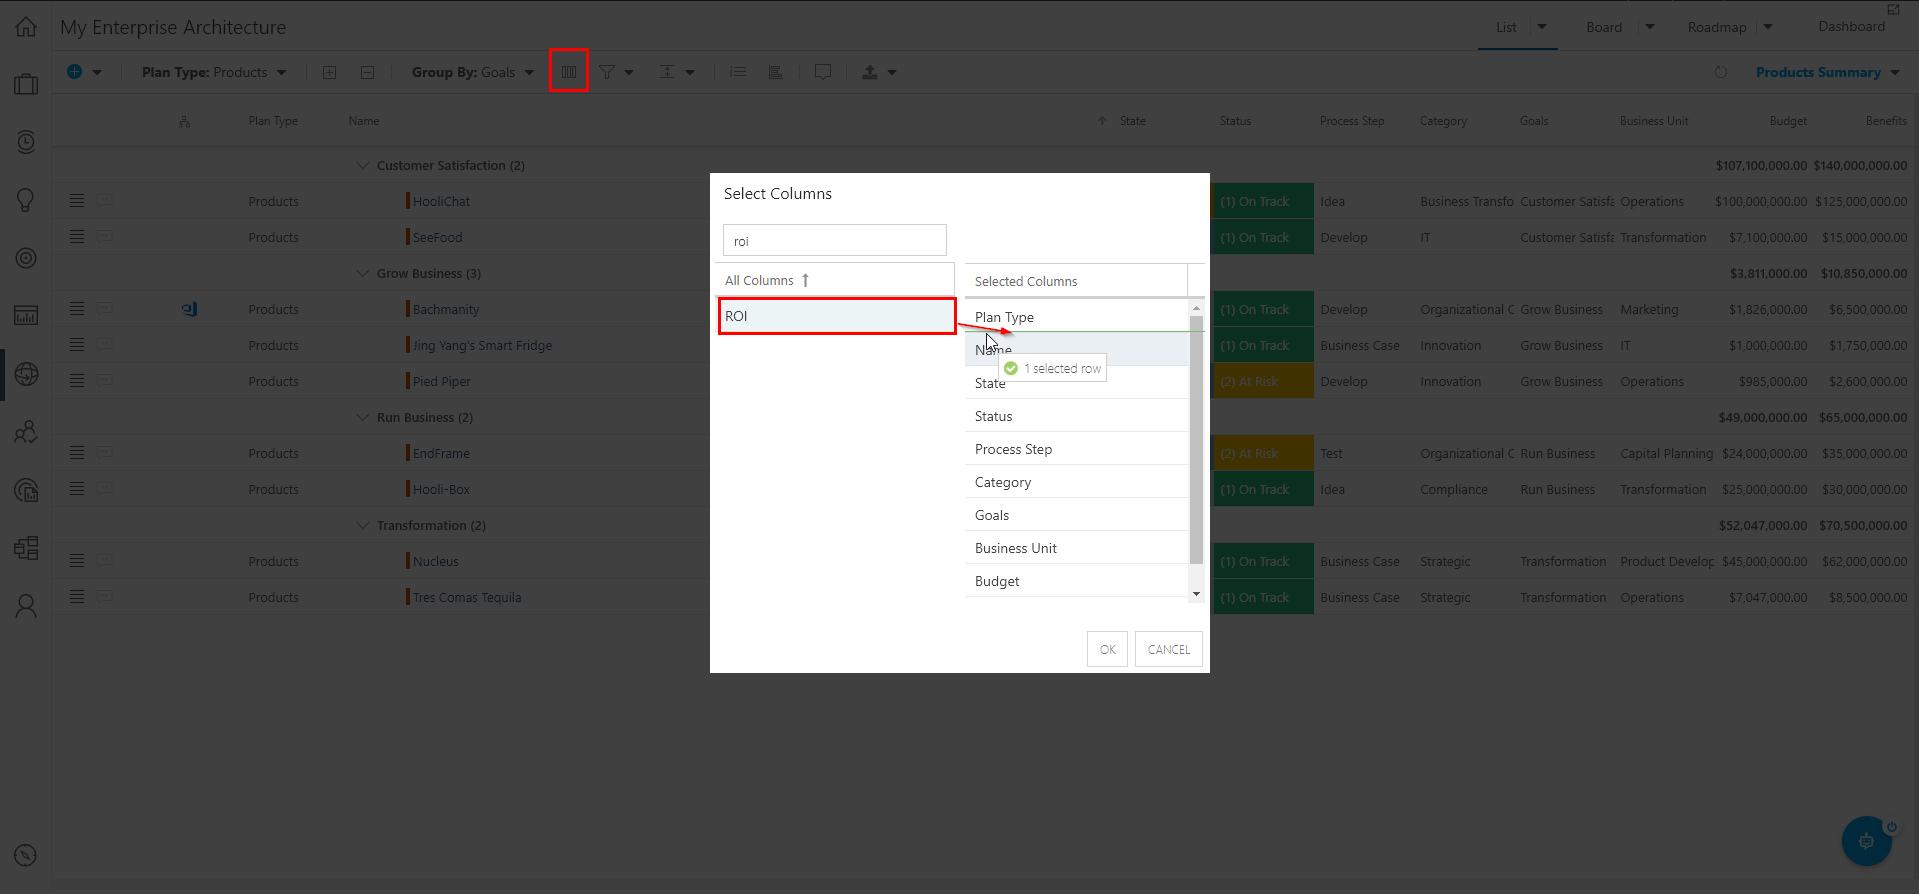 My Enterprise Architecture
List Board Roadmap Dashboard
Plan Type: Products Group By: Goals Products Summary
Plan Type Name State Status Process Step Category Goals Business Unit Budget Benefits
Customer Satisfaction (2) $107,100,000.00 $140,000,000.00
Products HooliChat (1) On Track Idea Business Transfo Customer Satisfa Operations $100,000,000.00 $125,000,000.00
Products SeeFood (1) On Track Develop IT Customer Satisfa Transformation $7,100,000.00 $15,000,000.00
Grow Business (3) $3,811,000.00 $10,850,000.00
Products Bachmanity (1) On Track Develop Organizational C Grow Business Marketing $1,826,000.00 $6,500,000.00
Products Jing Yang's Smart Fridge (1) On Track Business Case Innovation Grow Business IT $1,000,000.00 $1,750,000.00
Products Pied Piper (2) At Risk Develop Innovation Grow Business Operations $985,000.00 $2,600,000.00
Run Business (2) $49,000,000.00 $65,000,000.00
Products EndFrame (2) At Risk Test Organizational C Run Business Capital Planning $24,000,000.00 $35,000,000.00
Products Hooli-Box (1) On Track Idea Compliance Run Business Transformation $25,000,000.00 $30,000,000.00
Transformation (2) $52,047,000.00 $70,500,000.00
Products Nucleus (1) On Track Business Case Strategic Transformation Product Develop $45,000,000.00 $62,000,000.00
Products Tres Comas Tequila (1) On Track Business Case Strategic Transformation Operations $7,047,000.00 $8,500,000.00
Select Columns
roi
All Columns
ROI
Selected Columns
Plan Type
Name
1 selected row
State
Status
Process Step
Category
Goals
Business Unit
Budget
OK CANCEL